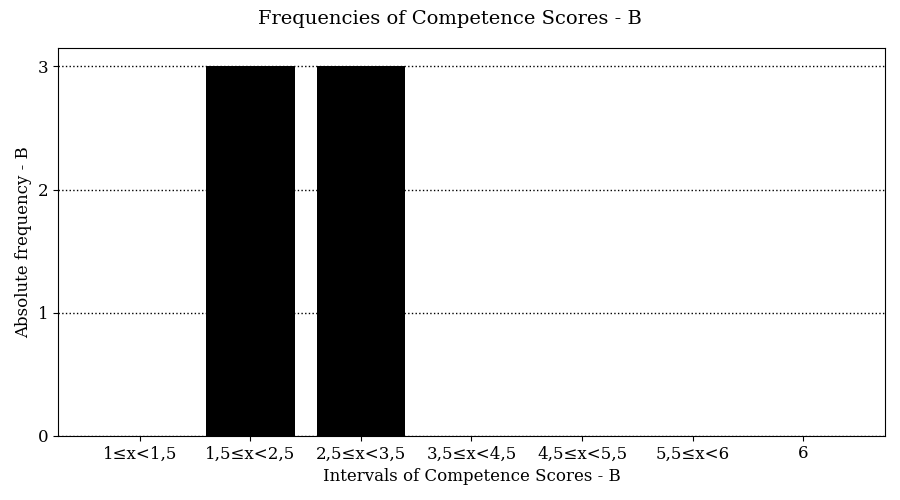 Frequencies of Competence Scores - B
Absolute frequency - B
3
2
1
0
1≤x<1,5 1,5≤x<2,5 2,5≤x<3,5 3,5≤x<4,5 4,5≤x<5,5 5,5≤x<6 6
Intervals of Competence Scores - B